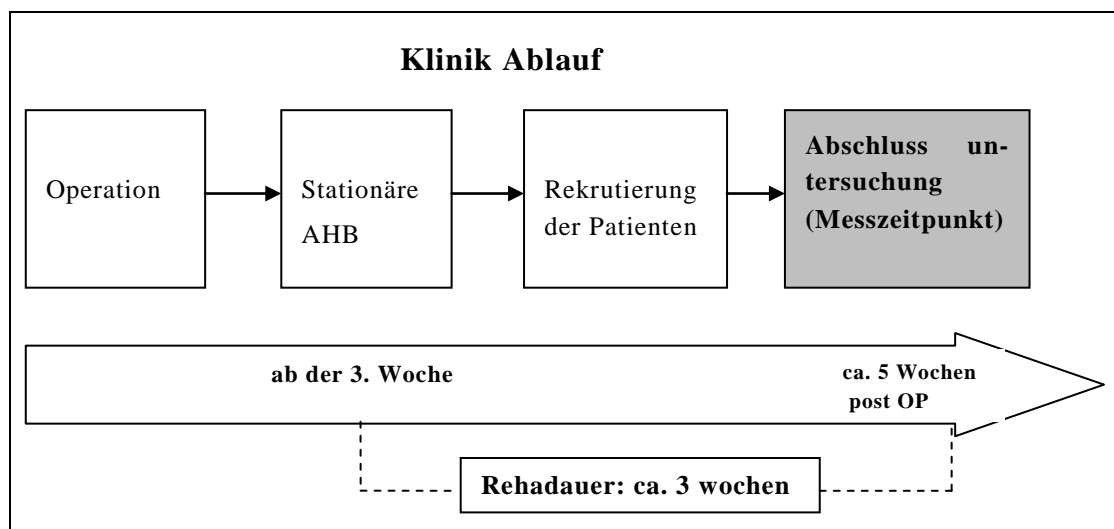 Klinik Ablauf
Operation
Stationäre
AHB
Rekrutierung
der Patienten
Abschluss un-
tersuchung
(Messzeitpunkt)
ab der 3. Woche
ca. 5 Wochen
post OP
Rehadauer: ca. 3 wochen